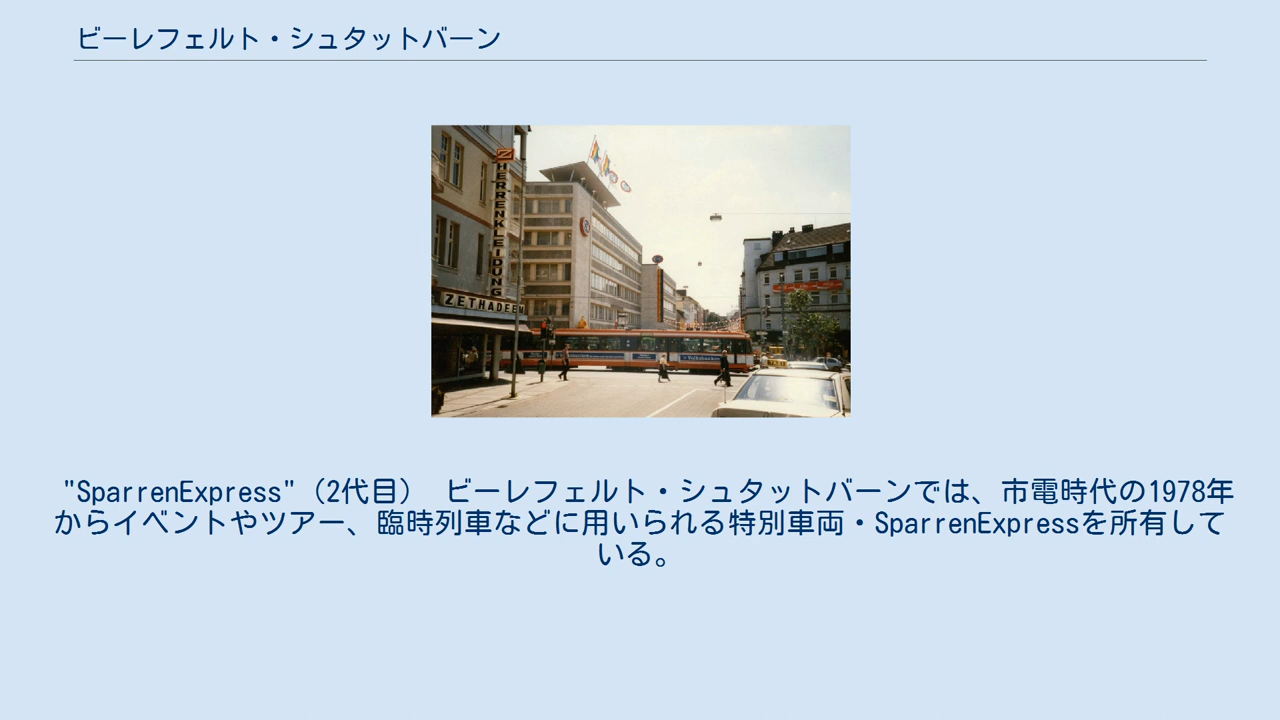 ビーレフェルト・シュタットバーン
HERRENKLEIDUNG
"SparrenExpress"（2代目）　ビーレフェルト・シュタットバーンでは、市電時代の1978年
からイベントやツアー、臨時列車などに用いられる特別車両・SparrenExpressを所有して
いる。